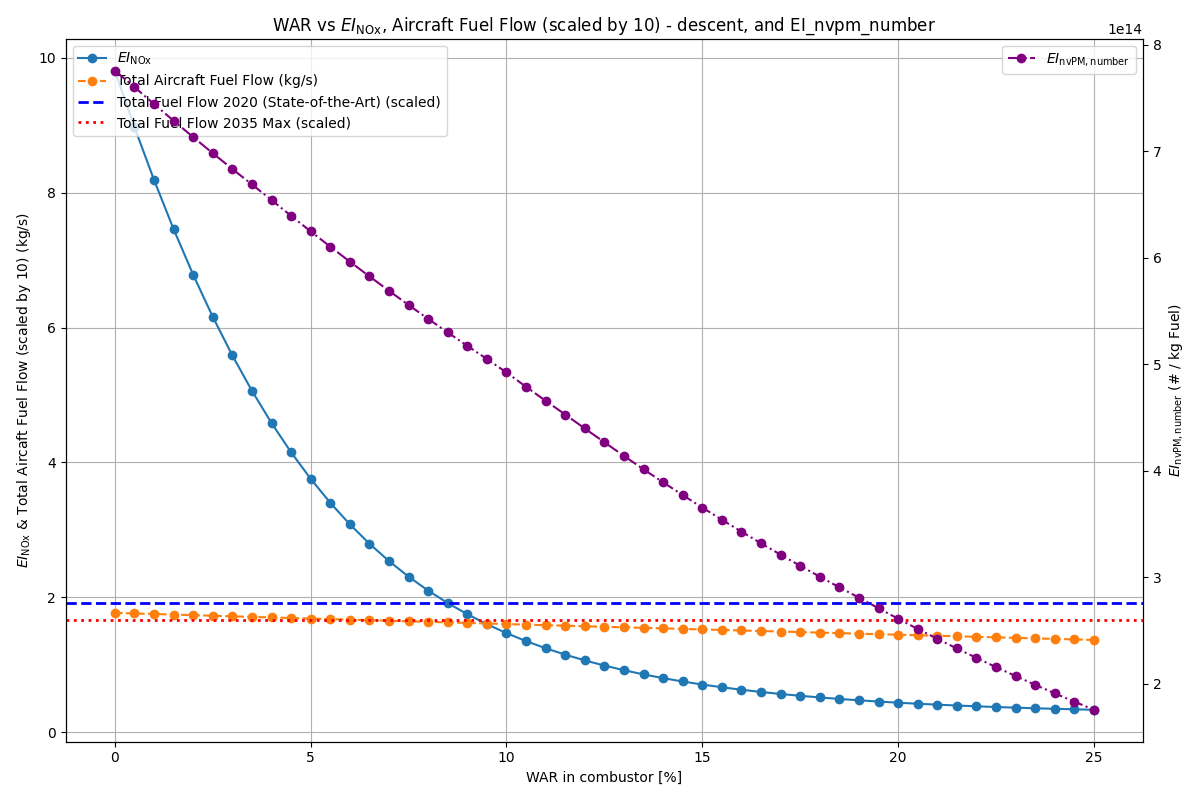 WAR vs EI_NOx, Aircraft Fuel Flow (scaled by 10) - descent, and EI_nvpm_number
1e14
EI_NOx
Total Aircraft Fuel Flow (kg/s)
Total Fuel Flow 2020 (State-of-the-Art) (scaled)
Total Fuel Flow 2035 Max (scaled)
EI_nvPM,number
10
8
6
4
2
0
EI_NOx & Total Aircaft Fuel Flow (scaled by 10) (kg/s)
8
7
6
5
4
3
2
EI_nvPM,number (# / kg Fuel)
0 5 10 15 20 25
WAR in combustor [%]